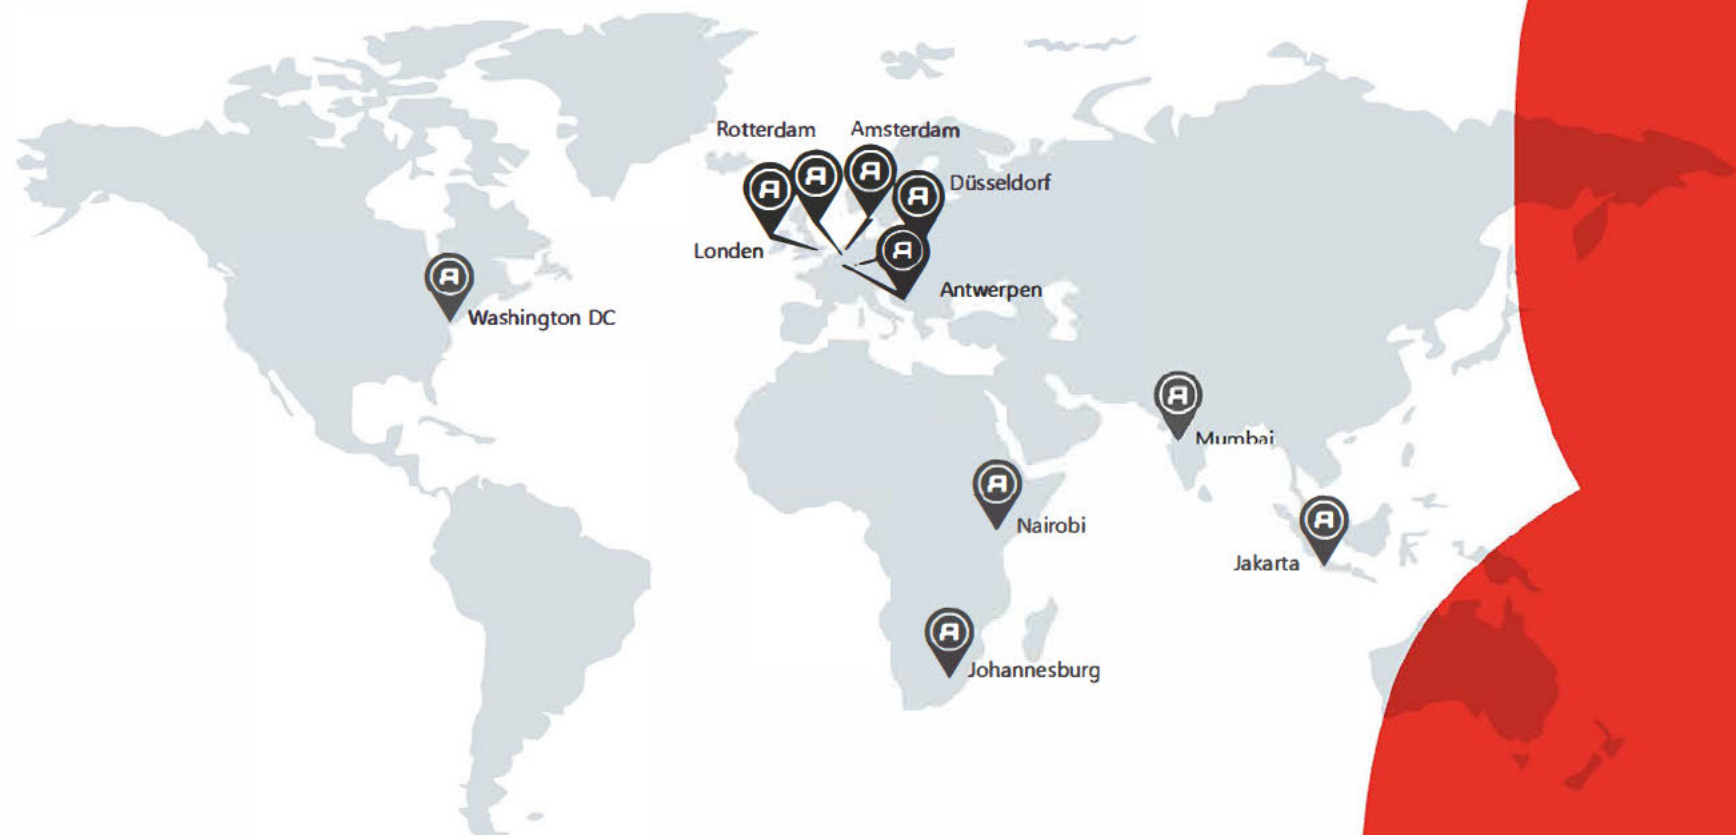 Rotterdam
Amsterdam
Düsseldorf
Londen
Antwerpen
Washington DC
Mumbai
Nairobi
Jakarta
Johannesburg